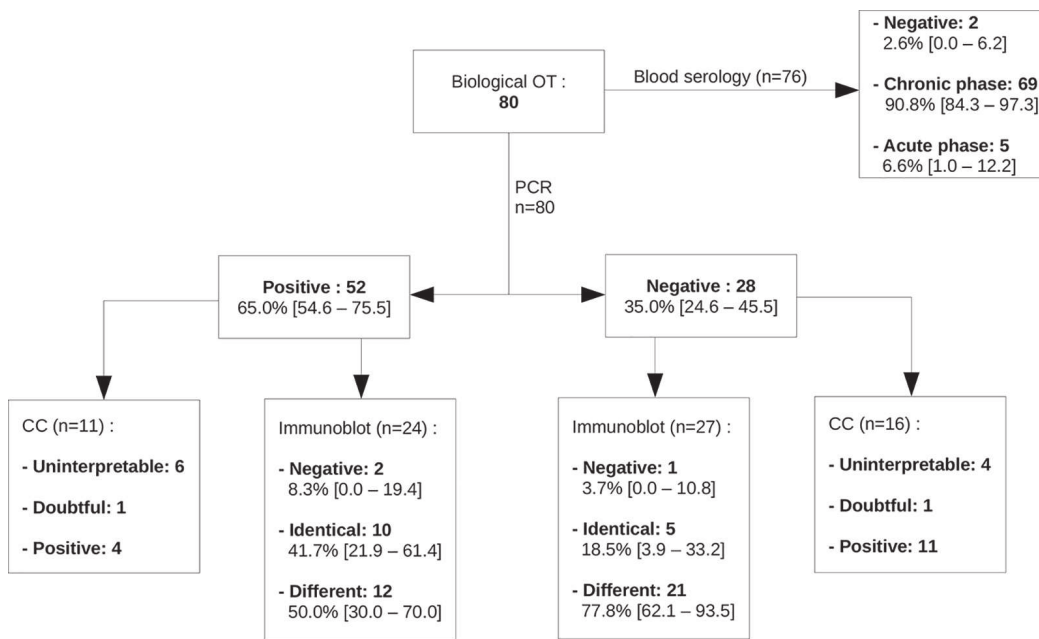 Biological OT :
80
Blood serology (n=76)
- Negative: 2
2.6% [0.0 – 6.2]
- Chronic phase: 69
90.8% [84.3 – 97.3]
- Acute phase: 5
6.6% [1.0 – 12.2]
PCR
n=80
Positive : 52
65.0% [54.6 – 75.5]
Negative : 28
35.0% [24.6 – 45.5]
CC (n=11) :
- Uninterpretable: 6
- Doubtful: 1
- Positive: 4
Immunoblot (n=24) :
- Negative: 2
8.3% [0.0 – 19.4]
- Identical: 10
41.7% [21.9 – 61.4]
- Different: 12
50.0% [30.0 – 70.0]
Immunoblot (n=27) :
- Negative: 1
3.7% [0.0 – 10.8]
- Identical: 5
18.5% [3.9 – 33.2]
- Different: 21
77.8% [62.1 – 93.5]
CC (n=16) :
- Uninterpretable: 4
- Doubtful: 1
- Positive: 11